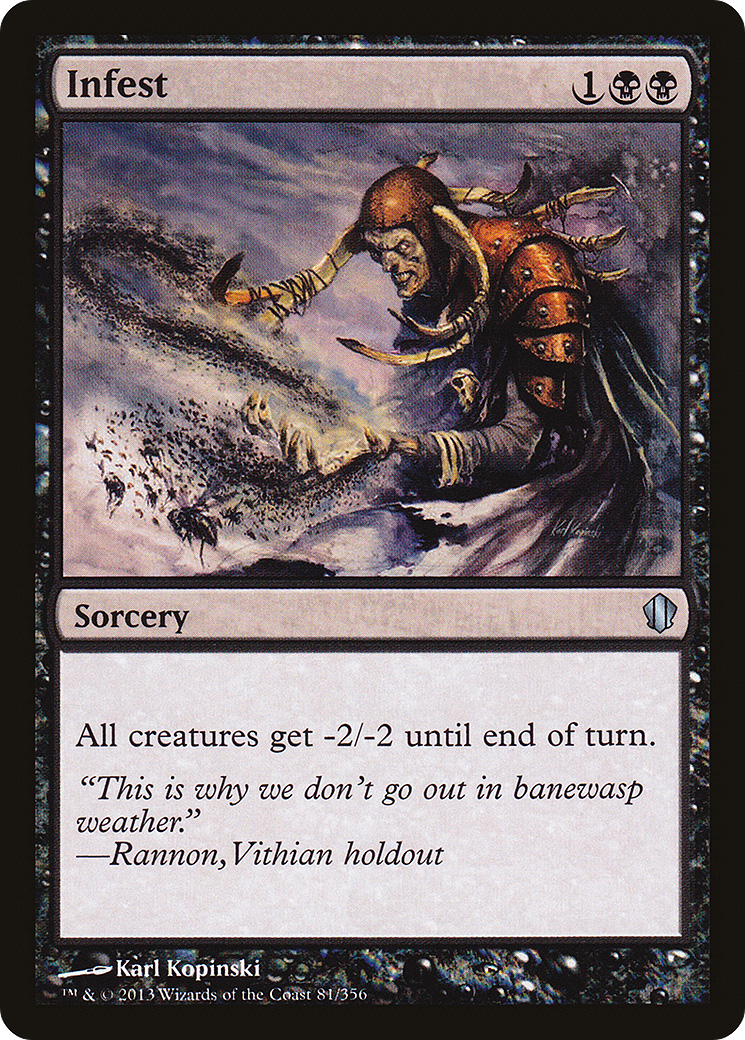 Infest 1
Sorcery
All creatures get -2/-2 until end of turn.
“This is why we don’t go out in banewasp
weather.”
—Rannon, Vithian holdout
Karl Kopinski
™ & © 2013 Wizards of the Coast 81/356